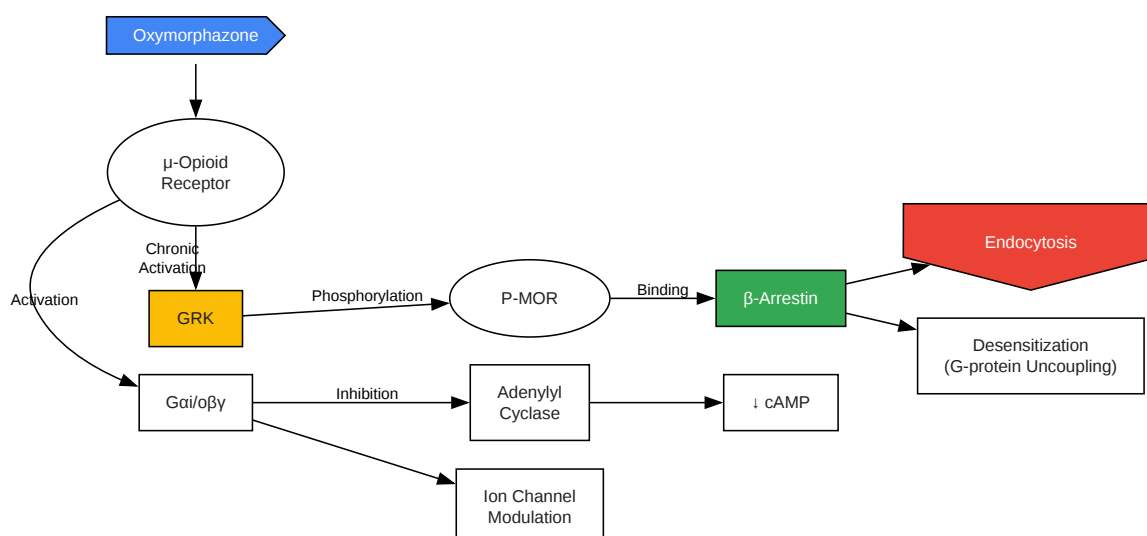 Oxymorphazone
μ-Opioid
Receptor
Chronic
Activation
Activation
GRK
Phosphorylation
P-MOR
Binding
β-Arrestin
Endocytosis
Desensitization
(G-protein Uncoupling)
Gαi/oβγ
Inhibition
Adenylyl
Cyclase
↓ cAMP
Ion Channel
Modulation